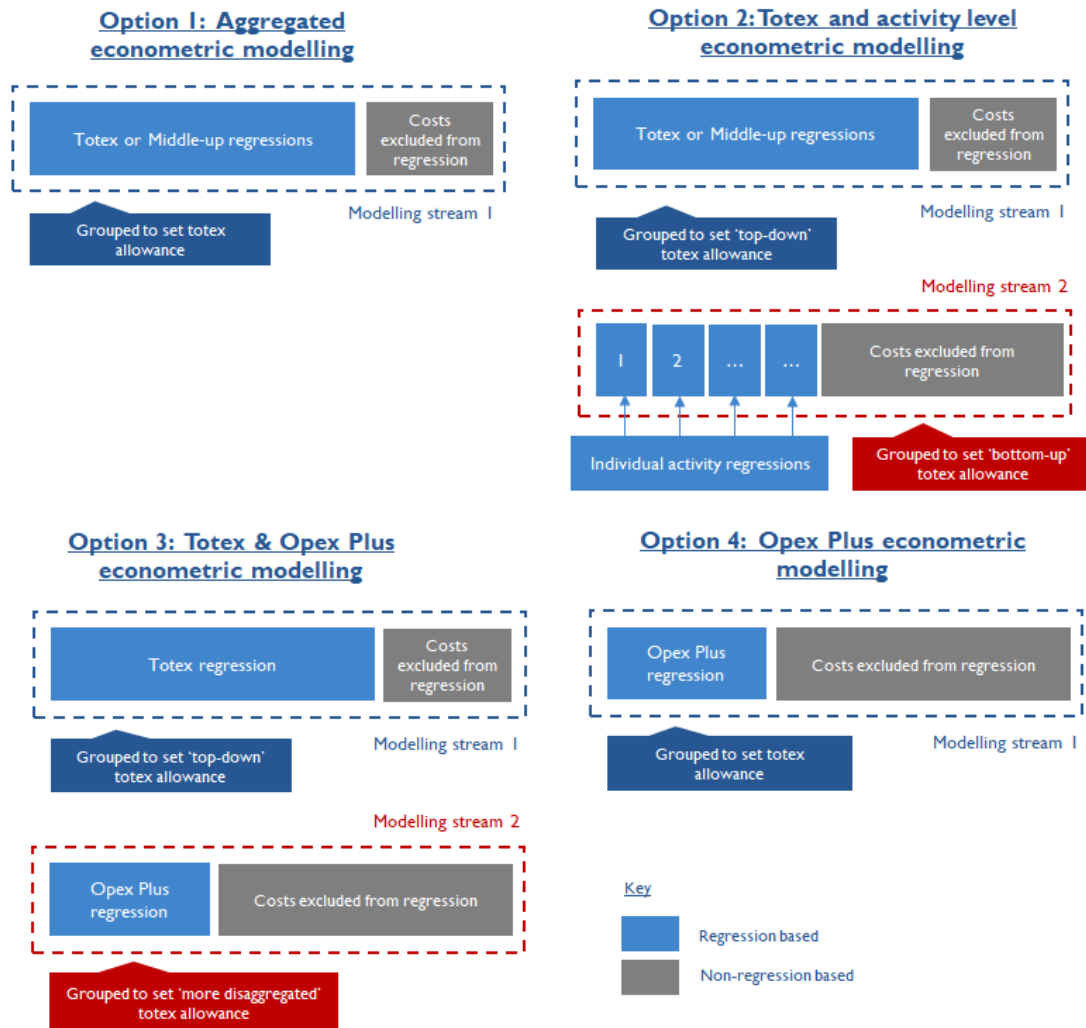 Option 1: Aggregated
econometric modelling
Totex or Middle-up regressions
Costs
excluded from
regression
Modelling stream 1
Grouped to set totex
allowance
Option 2: Totex and activity level
econometric modelling
Totex or Middle-up regressions
Costs
excluded from
regression
Modelling stream 1
Grouped to set ‘top-down’
totex allowance
Modelling stream 2
1
2
…
…
Costs excluded from
regression
Individual activity regressions
Grouped to set ‘bottom-up’
totex allowance
Option 3: Totex & Opex Plus
econometric modelling
Totex regression
Costs
excluded from
regression
Modelling stream 1
Grouped to set ‘top-down’
totex allowance
Modelling stream 2
Opex Plus
regression
Costs excluded from regression
Grouped to set ‘more disaggregated’
totex allowance
Option 4: Opex Plus econometric
modelling
Opex Plus
regression
Costs excluded from regression
Modelling stream 1
Grouped to set totex
allowance
Key
Regression based
Non-regression based